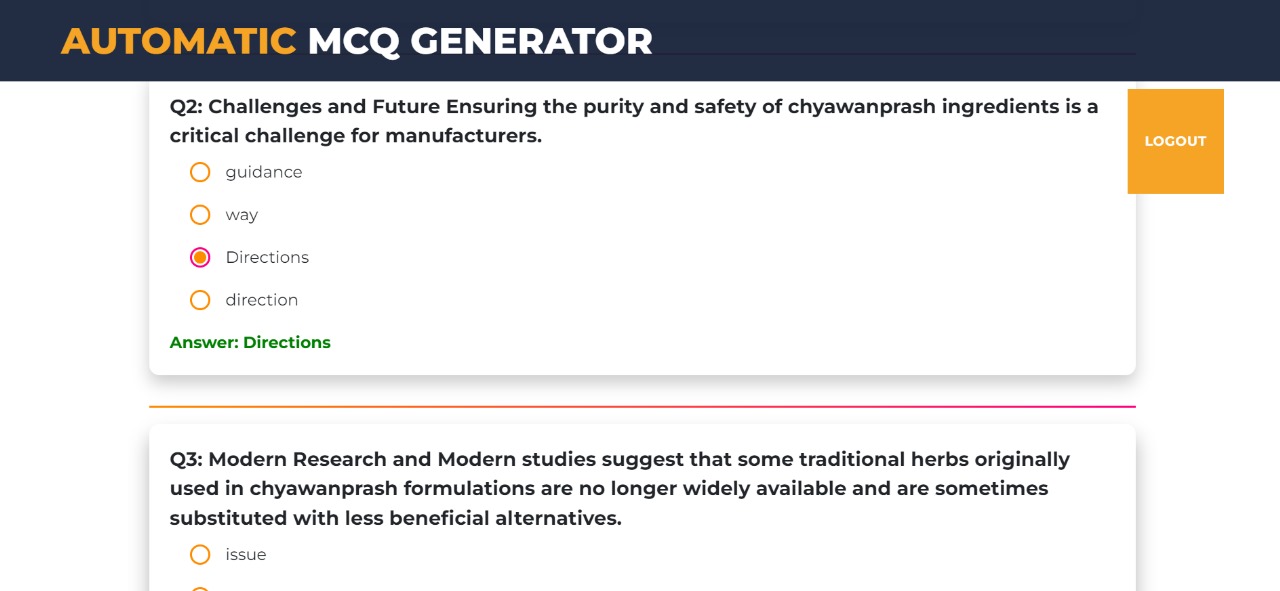 AUTOMATIC MCQ GENERATOR
Q2: Challenges and Future Ensuring the purity and safety of chyawanprash ingredients is a
critical challenge for manufacturers.
LOGOUT
guidance
way
Directions
direction
Answer: Directions
Q3: Modern Research and Modern studies suggest that some traditional herbs originally
used in chyawanprash formulations are no longer widely available and are sometimes
substituted with less beneficial alternatives.
issue